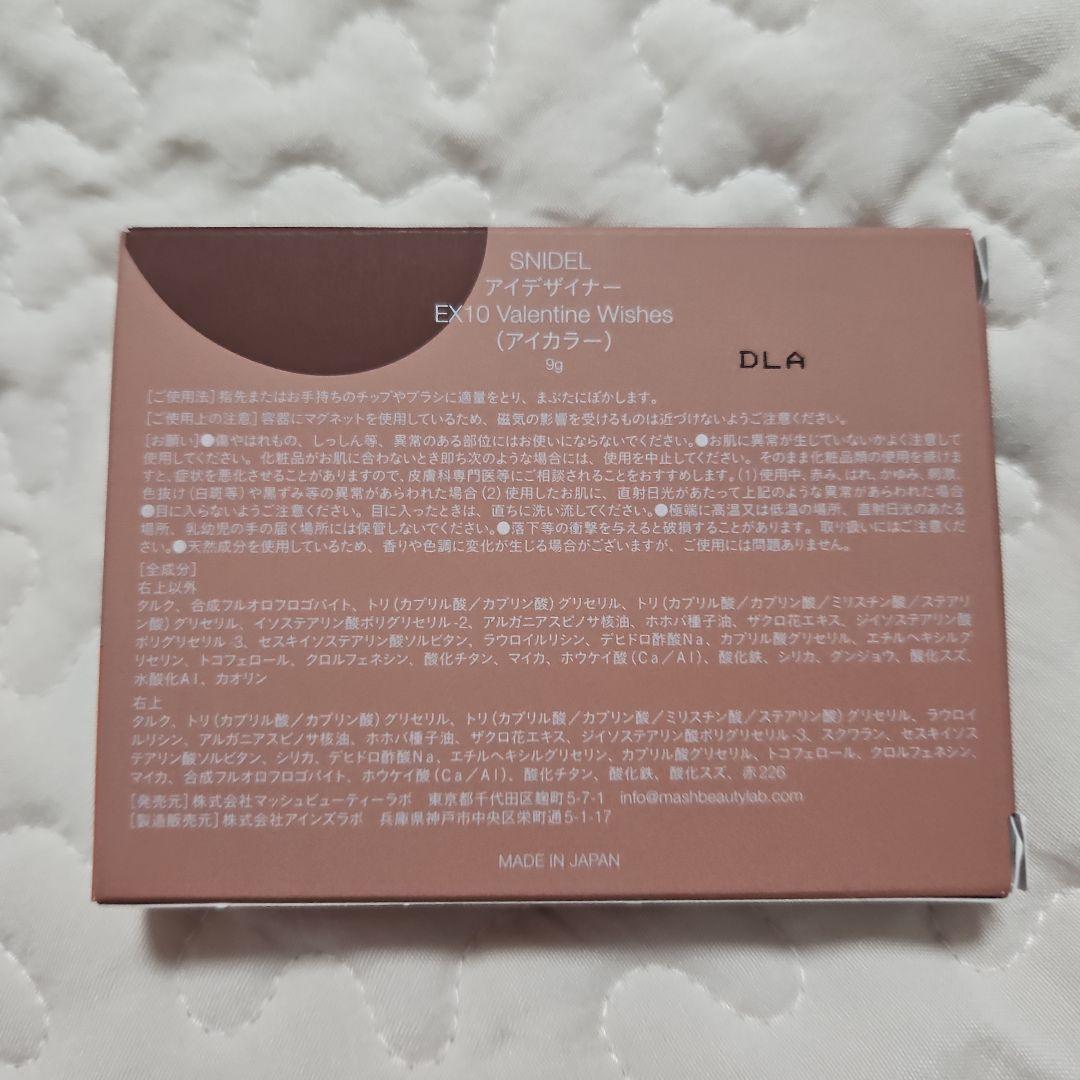 SNIDEL
アイデザイナー
EX10 Valentine Wishes
（アイカラー）
9g
DLA
［ご使用法］指先またはお手持ちのチップやブラシに適量をとり、まぶたにぼかします。
［ご使用上の注意］容器にマグネットを使用しているため、磁気の影響を受けるものは近づけないようご注意ください。
［お願い］●傷やはれもの、しっしん等、異常のある部位にはお使いにならないでください。●お肌に異常が生じていないかよく注意して
使用してください。化粧品がお肌に合わないとき即ち次のような場合には、使用を中止してください。そのまま化粧品類の使用を続けま
すと、症状を悪化させることがありますので、皮膚科専門医等にご相談されることをおすすめします。（1）使用中、赤み、はれ、かゆみ、刺激、
色抜け（白斑等）や黒ずみ等の異常があらわれた場合（2）使用したお肌に、直射日光があたって上記のような異常があらわれた場合
●目に入らないようご注意ください。目に入ったときは、直ちに洗い流してください。●極端に高温又は低温の場所、直射日光のあたる
場所、乳幼児の手の届く場所には保管しないでください。●落下等の衝撃を与えると破損することがあります。取り扱いにはご注意くださ
い。●天然成分を使用しているため、香りや色調に変化が生じる場合がございますが、ご使用には問題ありません。
［全成分］
右上以外
タルク、合成フルオロフロゴパイト、トリ（カプリル酸／カプリン酸）グリセリル、トリ（カプリル酸／カプリン酸／ミリスチン酸／ステアリ
ン酸）グリセリル、イソステアリン酸ポリグリセリル-2、アルガニアスピノサ核油、ホホバ種子油、ザクロ花エキス、ジイソステアリン酸
ポリグリセリル-3、セスキイソステアリン酸ソルビタン、ラウロイルリシン、デヒドロ酢酸Na、カプリル酸グリセリル、エチルヘキシルグ
リセリン、トコフェロール、クロルフェネシン、酸化チタン、マイカ、ホウケイ酸（Ca／Al）、酸化鉄、シリカ、グンジョウ、酸化スズ、
水酸化Al、カオリン
右上
タルク、トリ（カプリル酸／カプリン酸）グリセリル、トリ（カプリル酸／カプリン酸／ミリスチン酸／ステアリン酸）グリセリル、ラウロイ
ルリシン、アルガニアスピノサ核油、ホホバ種子油、ザクロ花エキス、ジイソステアリン酸ポリグリセリル-3、スクワラン、セスキイソス
テアリン酸ソルビタン、シリカ、デヒドロ酢酸Na、エチルヘキシルグリセリン、カプリル酸グリセリル、トコフェロール、クロルフェネシン、
マイカ、合成フルオロフロゴパイト、ホウケイ酸（Ca／Al）、酸化チタン、酸化鉄、酸化スズ、赤226
［発売元］株式会社マッシュビューティーラボ 東京都千代田区麹町5-7-1 info@mashbeautylab.com
［製造販売元］株式会社アインズラボ 兵庫県神戸市中央区栄町通5-1-17
MADE IN JAPAN